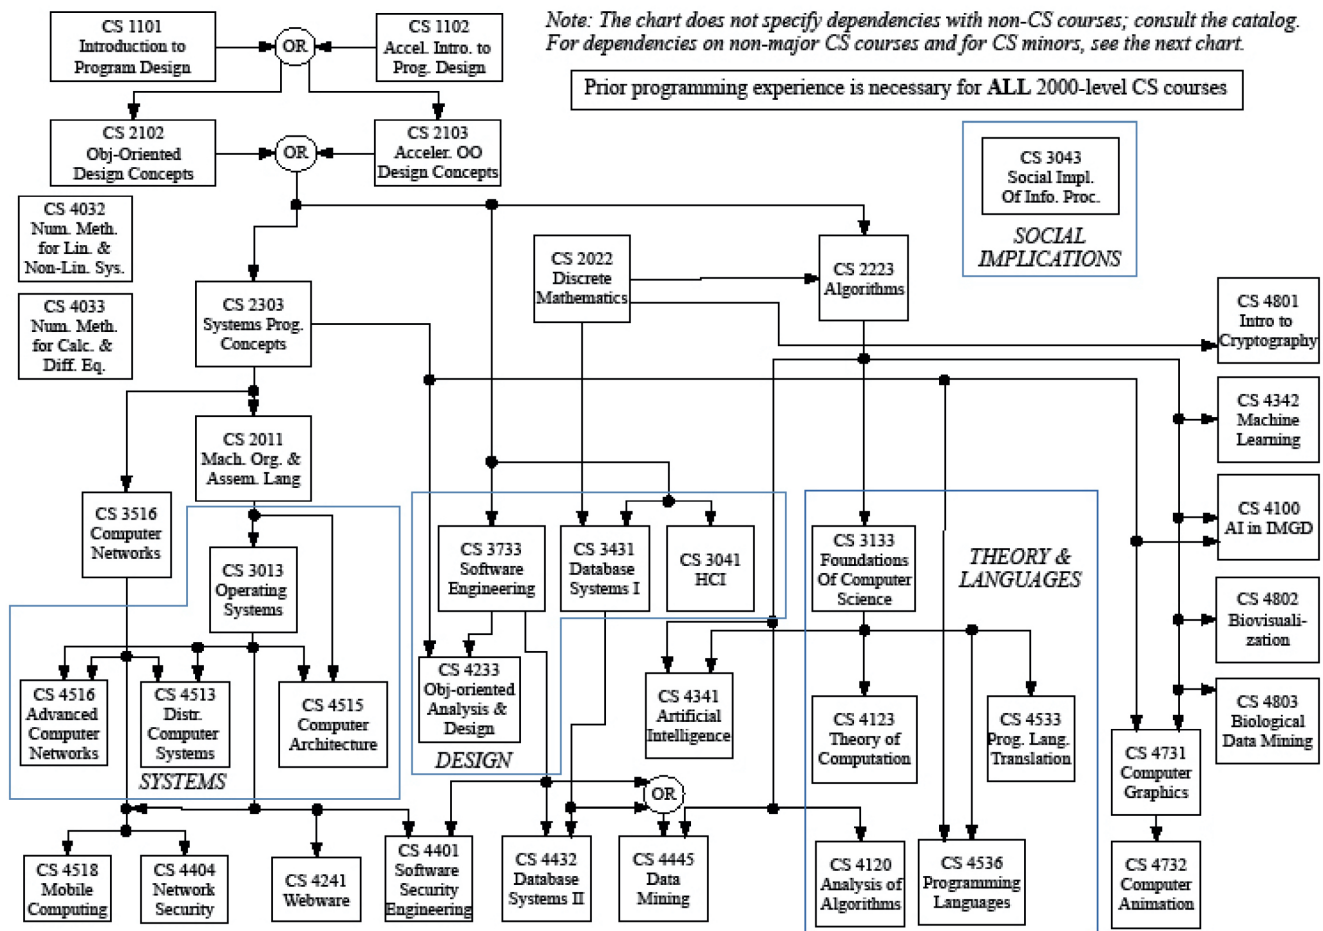 CS 1101
Introduction to
Program Design
OR
CS 1102
Accel. Intro. to
Prog. Design
Note: The chart does not specify dependencies with non-CS courses; consult the catalog.
For dependencies on non-major CS courses and for CS minors, see the next chart.
Prior programming experience is necessary for ALL 2000-level CS courses
CS 2102
Obj-Oriented
Design Concepts
OR
CS 2103
Acceler. OO
Design Concepts
CS 3043
Social Impl.
Of Info. Proc.
SOCIAL
IMPLICATIONS
CS 4032
Num. Meth.
for Lin. &
Non-Lin. Sys.
CS 4033
Num. Meth.
for Calc. &
Diff. Eq.
CS 2303
Systems Prog.
Concepts
CS 2022
Discrete
Mathematics
CS 2223
Algorithms
CS 4801
Intro to
Cryptography
CS 4342
Machine
Learning
CS 2011
Mach. Org. &
Assem. Lang
CS 3516
Computer
Networks
CS 3013
Operating
Systems
CS 3733
Software
Engineering
CS 3431
Database
Systems I
CS 3041
HCI
CS 3133
Foundations
Of Computer
Science
THEORY &
LANGUAGES
CS 4100
AI in IMGD
CS 4802
Biovisuali-
zation
CS 4516
Advanced
Computer
Networks
CS 4513
Distr.
Computer
Systems
CS 4515
Computer
Architecture
SYSTEMS
CS 4233
Obj-oriented
Analysis &
Design
DESIGN
CS 4341
Artificial
Intelligence
CS 4123
Theory of
Computation
CS 4533
Prog. Lang.
Translation
CS 4803
Biological
Data Mining
CS 4731
Computer
Graphics
OR
CS 4518
Mobile
Computing
CS 4404
Network
Security
CS 4241
Webware
CS 4401
Software
Security
Engineering
CS 4432
Database
Systems II
CS 4445
Data
Mining
CS 4120
Analysis of
Algorithms
CS 4536
Programming
Languages
CS 4732
Computer
Animation